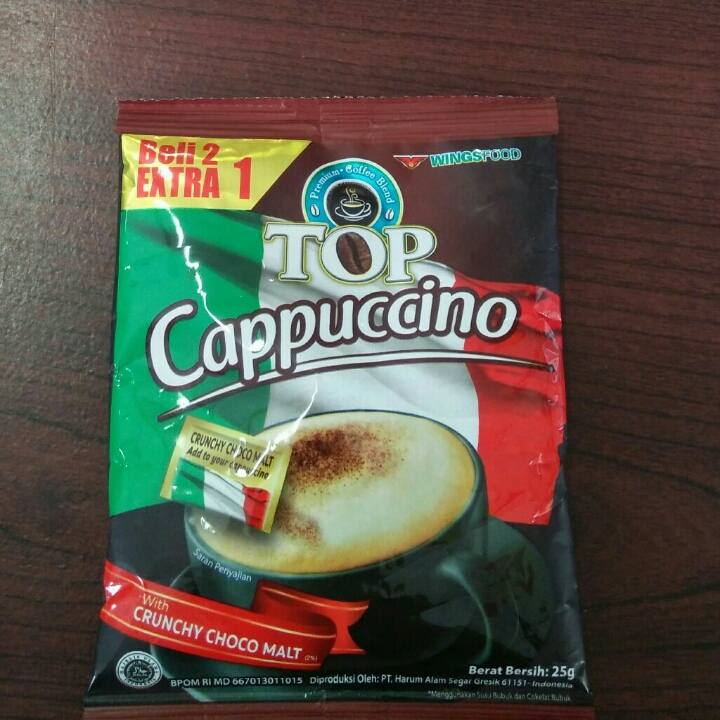 Beli 2
EXTRA 1
WINGSFOOD
Premium Coffee Blend
TOP
Cappuccino
CRUNCHY CHOCO MALT
Add to your cappuccino
Saran Penyajian
With
CRUNCHY CHOCO MALT (2%)
Berat Bersih: 25g
BPOM RI MD 667013011015 Diproduksi Oleh: PT. Harum Alam Segar Gresik 61151-Indonesia
*Menggunakan Susu Bubuk dan Cokelat Bubuk